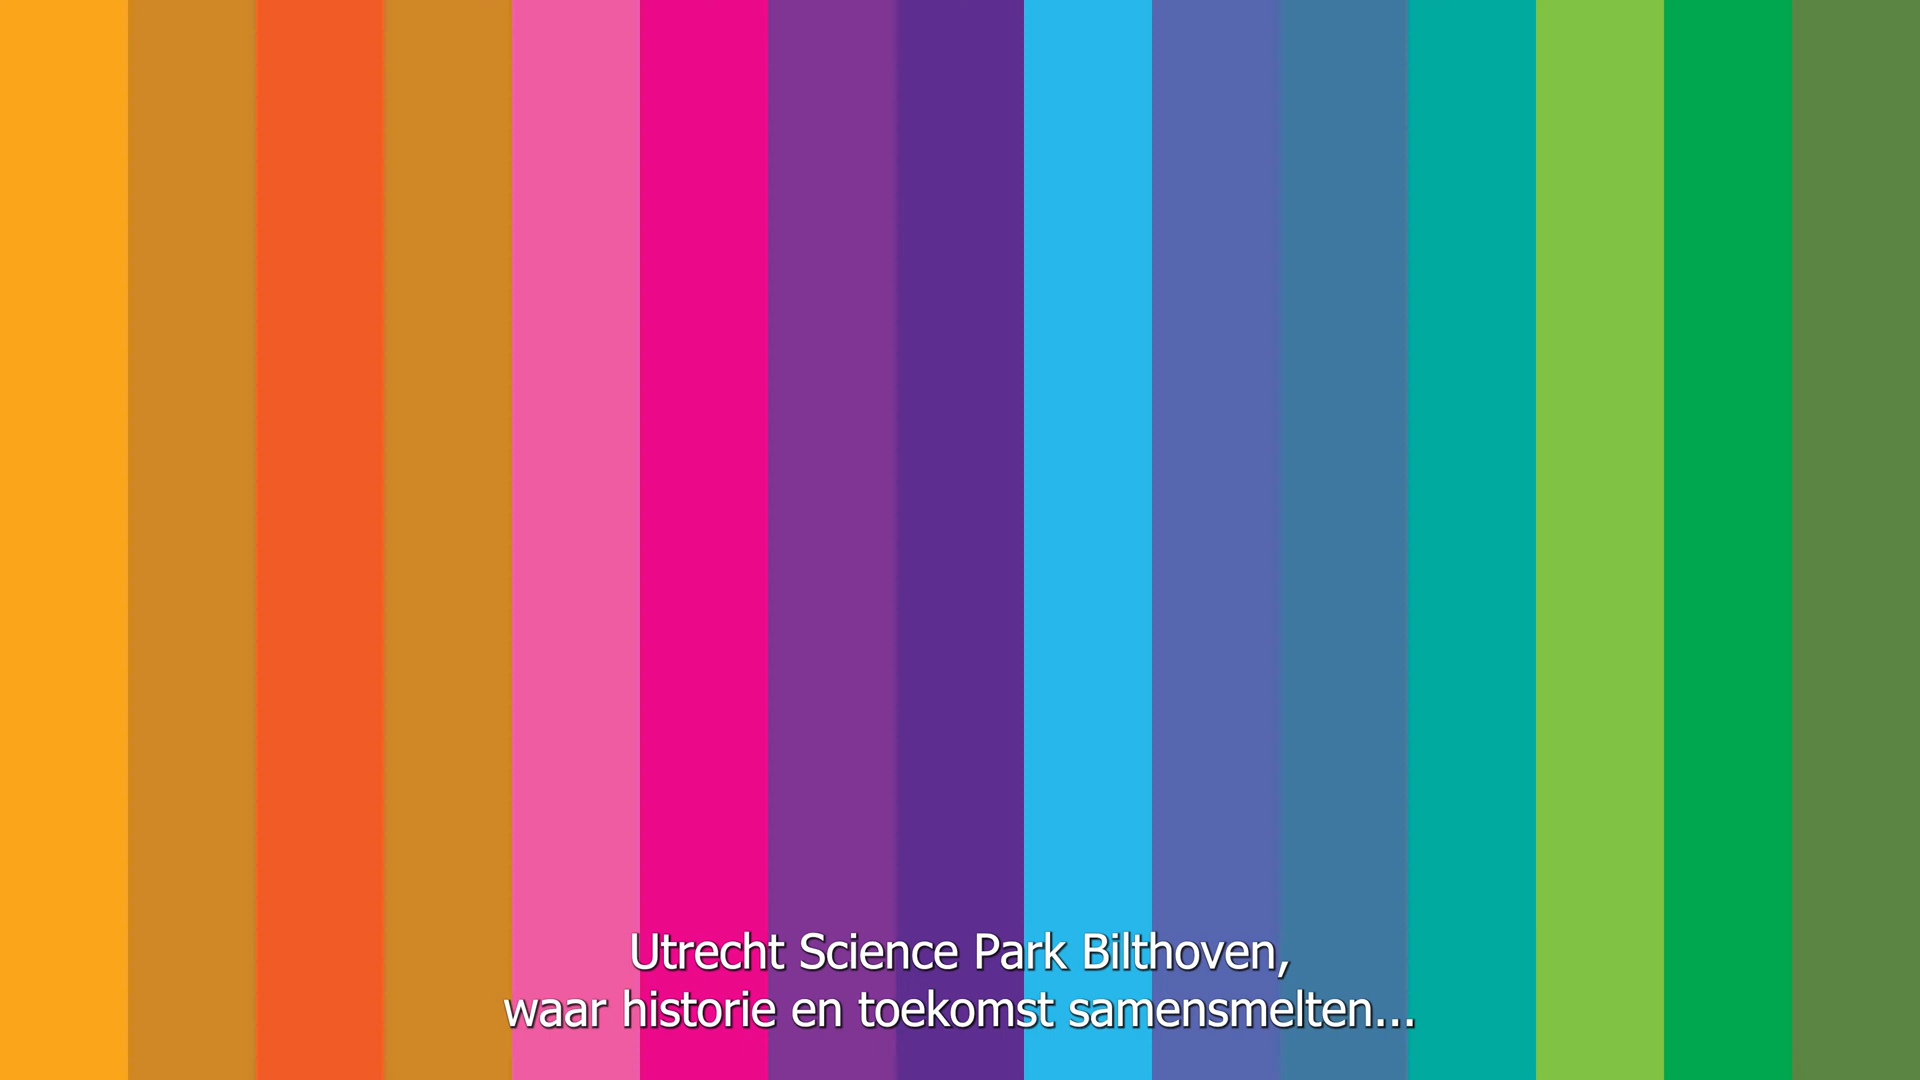 Utrecht Science Park Bilthoven,
waar historie en toekomst samensmelten...